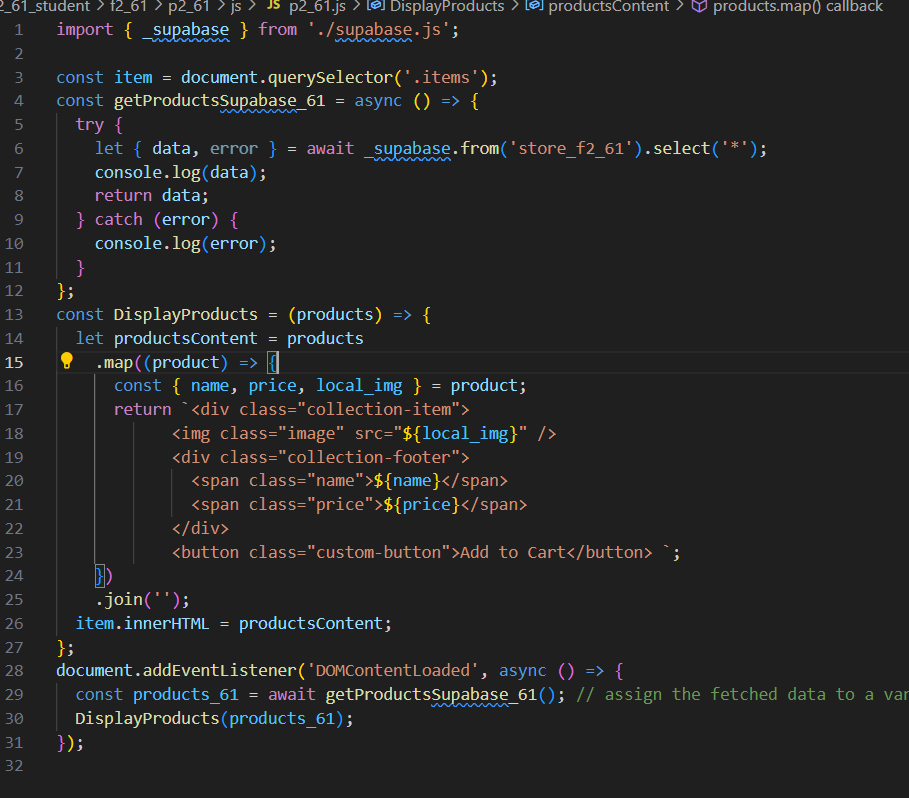 _61_student > f2_61 > p2_61 > js > JS p2_61.js > DisplayProducts > productsContent > products.map() callback
1 import { _supabase } from './supabase.js';
2
3 const item = document.querySelector('.items');
4 const getProductsSupabase_61 = async () => {
5 try {
6 let { data, error } = await _supabase.from('store_f2_61').select('*');
7 console.log(data);
8 return data;
9 } catch (error) {
10 console.log(error);
11 }
12 };
13 const DisplayProducts = (products) => {
14 let productsContent = products
15 .map((product) => {
16 const { name, price, local_img } = product;
17 return `<div class="collection-item">
18 <img class="image" src="${local_img}" />
19 <div class="collection-footer">
20 <span class="name">${name}</span>
21 <span class="price">${price}</span>
22 </div>
23 <button class="custom-button">Add to Cart</button> `;
24 })
25 .join('');
26 item.innerHTML = productsContent;
27 };
28 document.addEventListener('DOMContentLoaded', async () => {
29 const products_61 = await getProductsSupabase_61(); // assign the fetched data to a var
30 DisplayProducts(products_61);
31 });
32